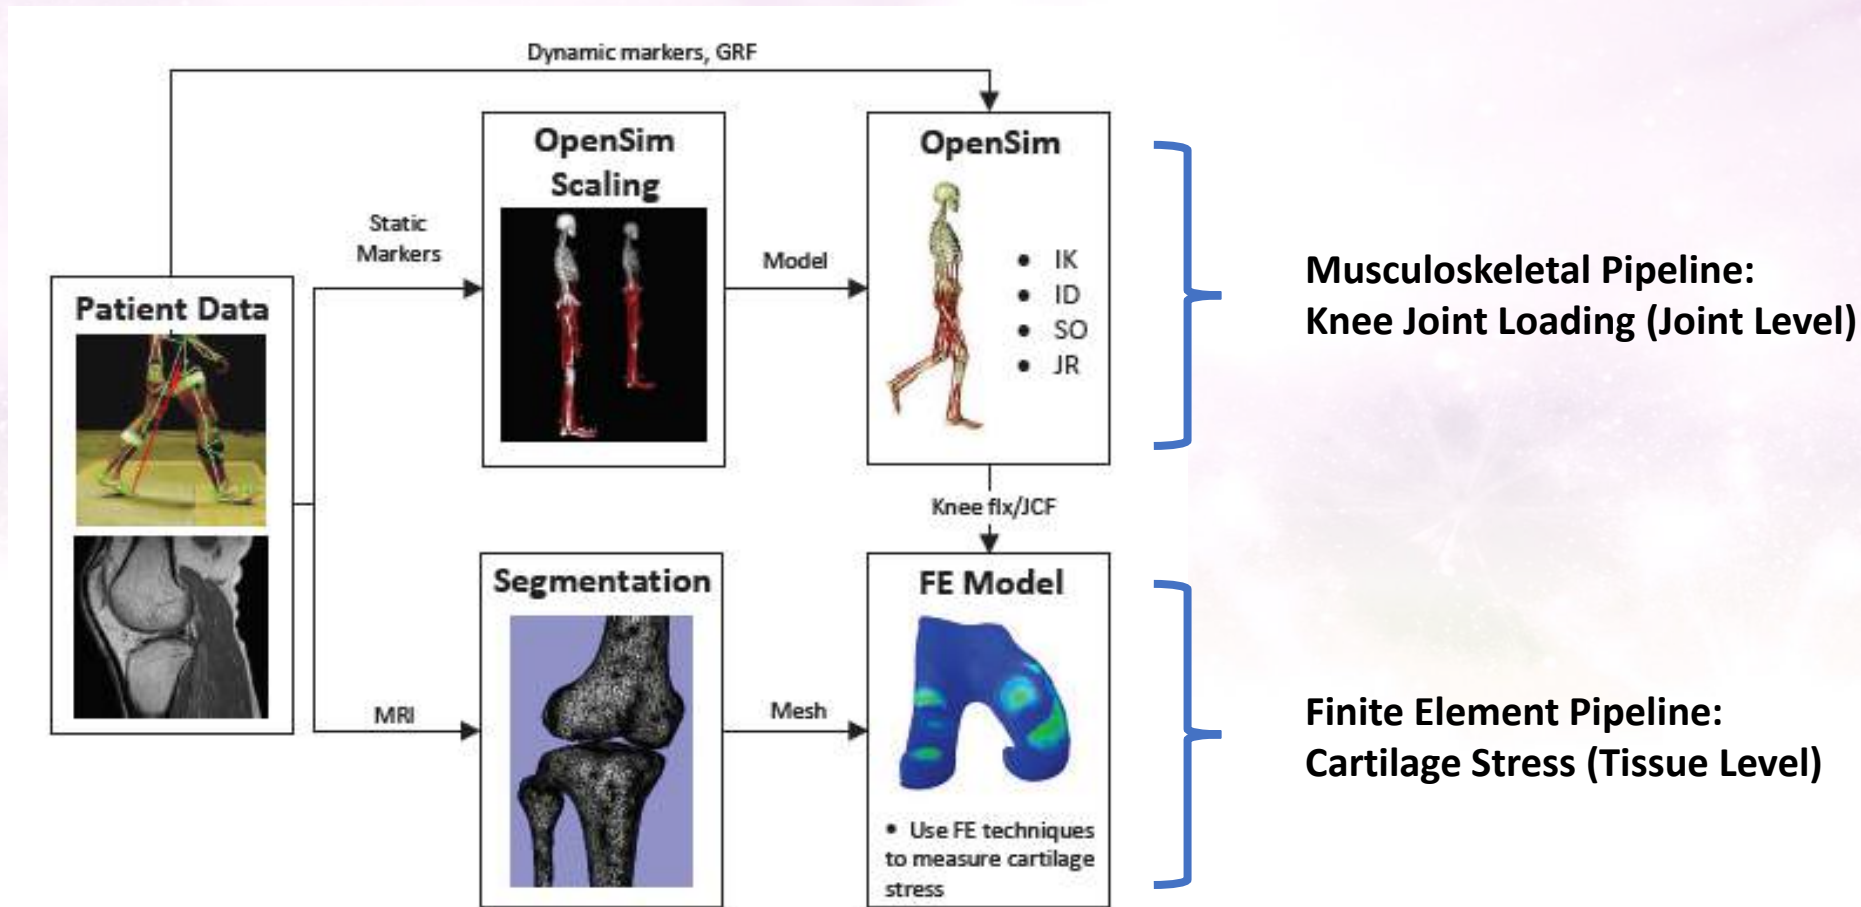 Dynamic markers, GRF
OpenSim
Scaling
OpenSim
• IK
• ID
• SO
• JR
Static
Markers
Model
Patient Data
Musculoskeletal Pipeline:
Knee Joint Loading (Joint Level)
Knee flx/JCF
Segmentation
FE Model
MRI
Mesh
• Use FE techniques
to measure cartilage
stress
Finite Element Pipeline:
Cartilage Stress (Tissue Level)